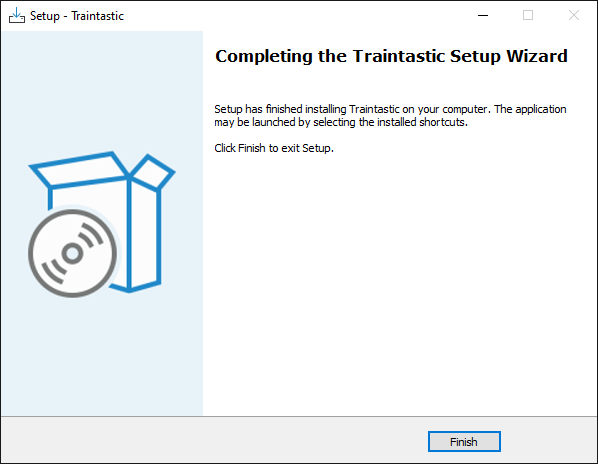 Setup - Traintastic
Completing the Traintastic Setup Wizard
Setup has finished installing Traintastic on your computer. The application
may be launched by selecting the installed shortcuts.
Click Finish to exit Setup.
Finish